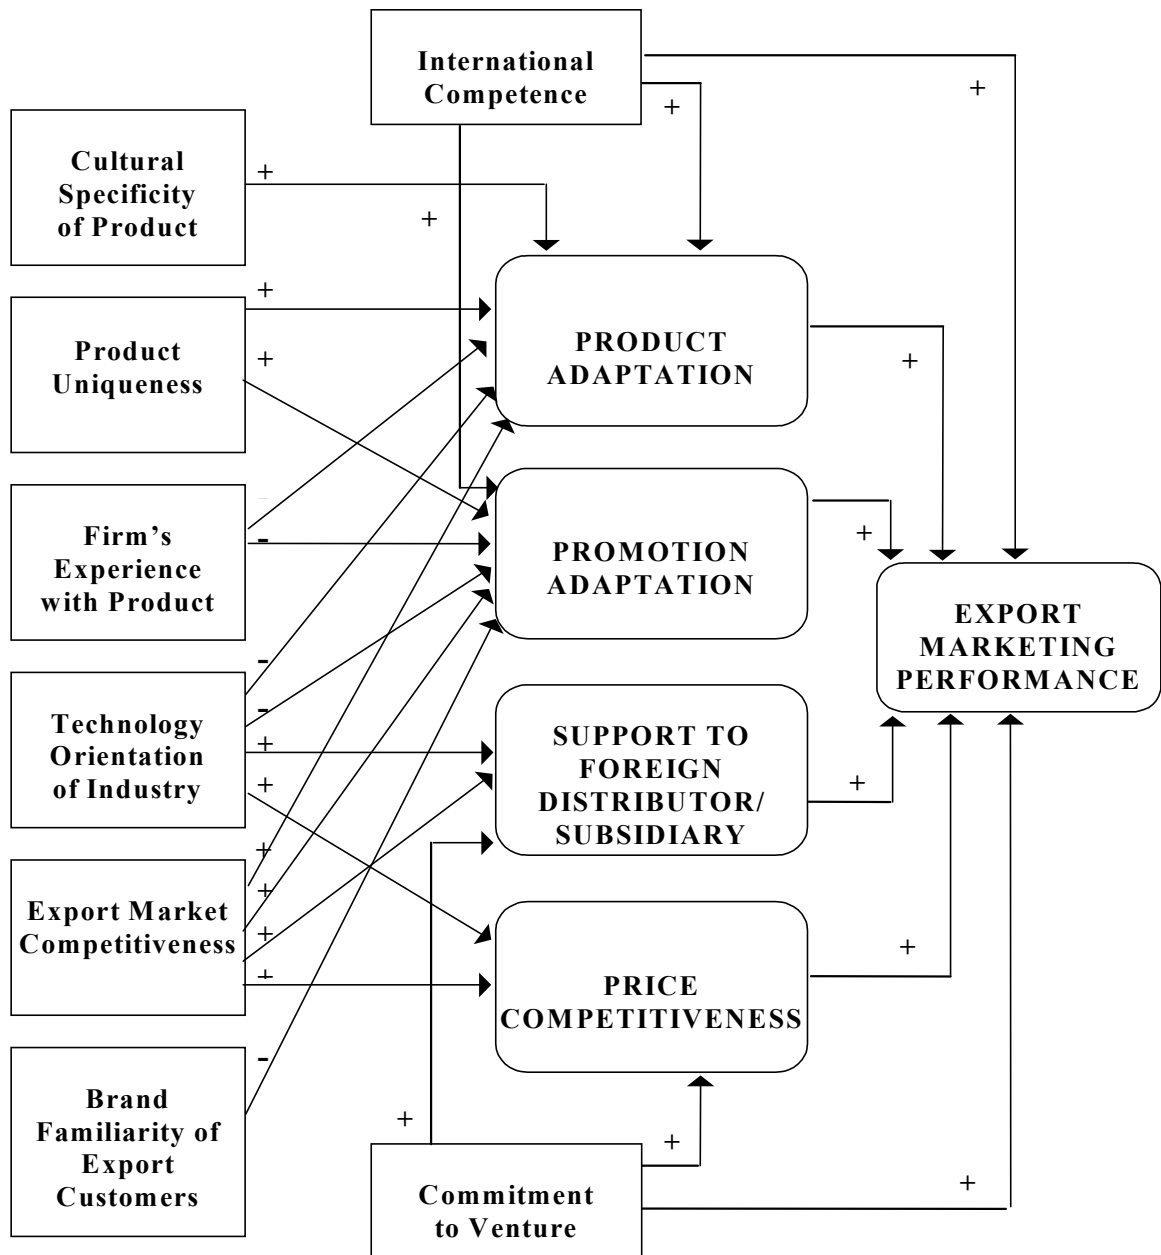 International
Competence
+
+
Cultural
Specificity
of Product
+
+
Product
Uniqueness
+
+
PRODUCT
ADAPTATION
+
Firm’s
Experience
with Product
-
-
PROMOTION
ADAPTATION
+
EXPORT
MARKETING
PERFORMANCE
Technology
Orientation
of Industry
-
-
+
+
SUPPORT TO
FOREIGN
DISTRIBUTOR/
SUBSIDIARY
+
Export Market
Competitiveness
+
+
+
+
PRICE
COMPETITIVENESS
+
Brand
Familiarity of
Export
Customers
-
Commitment
to Venture
+
+
+